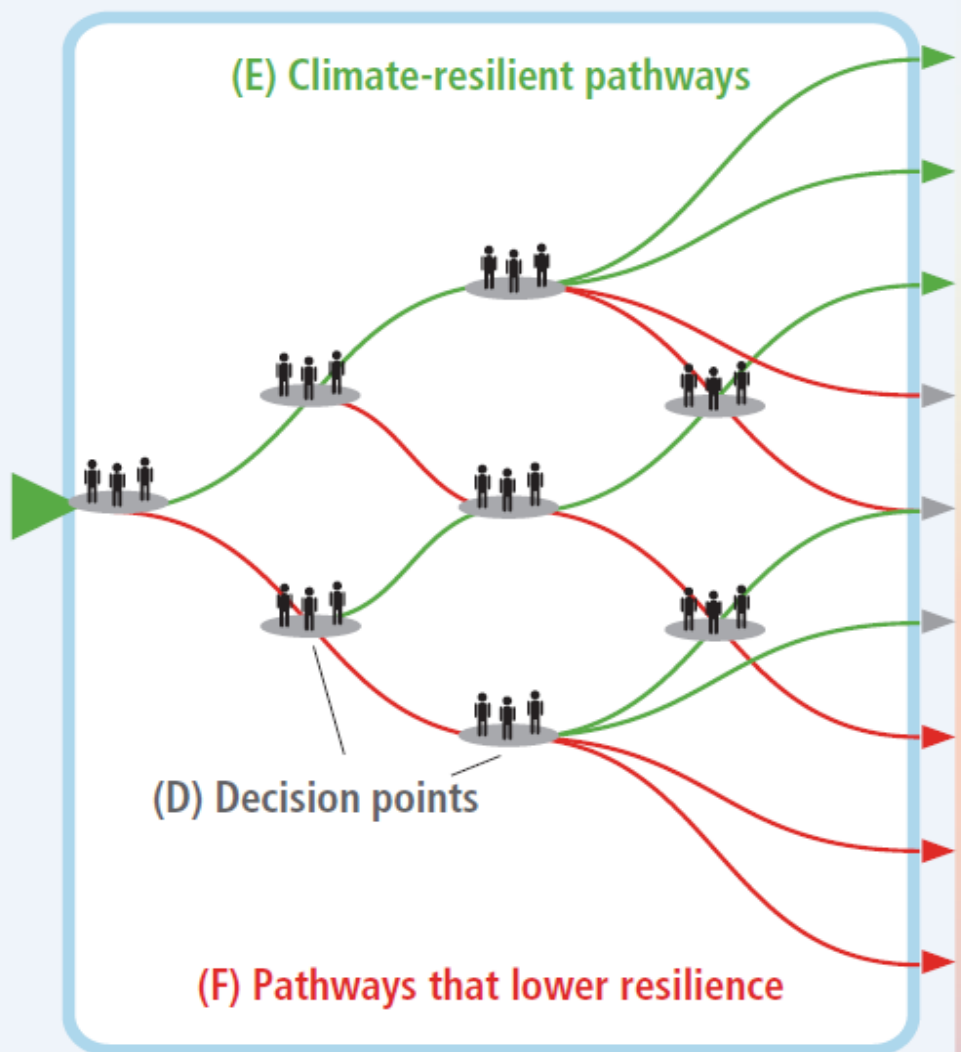 (E) Climate-resilient pathways
(D) Decision points
(F) Pathways that lower resilience